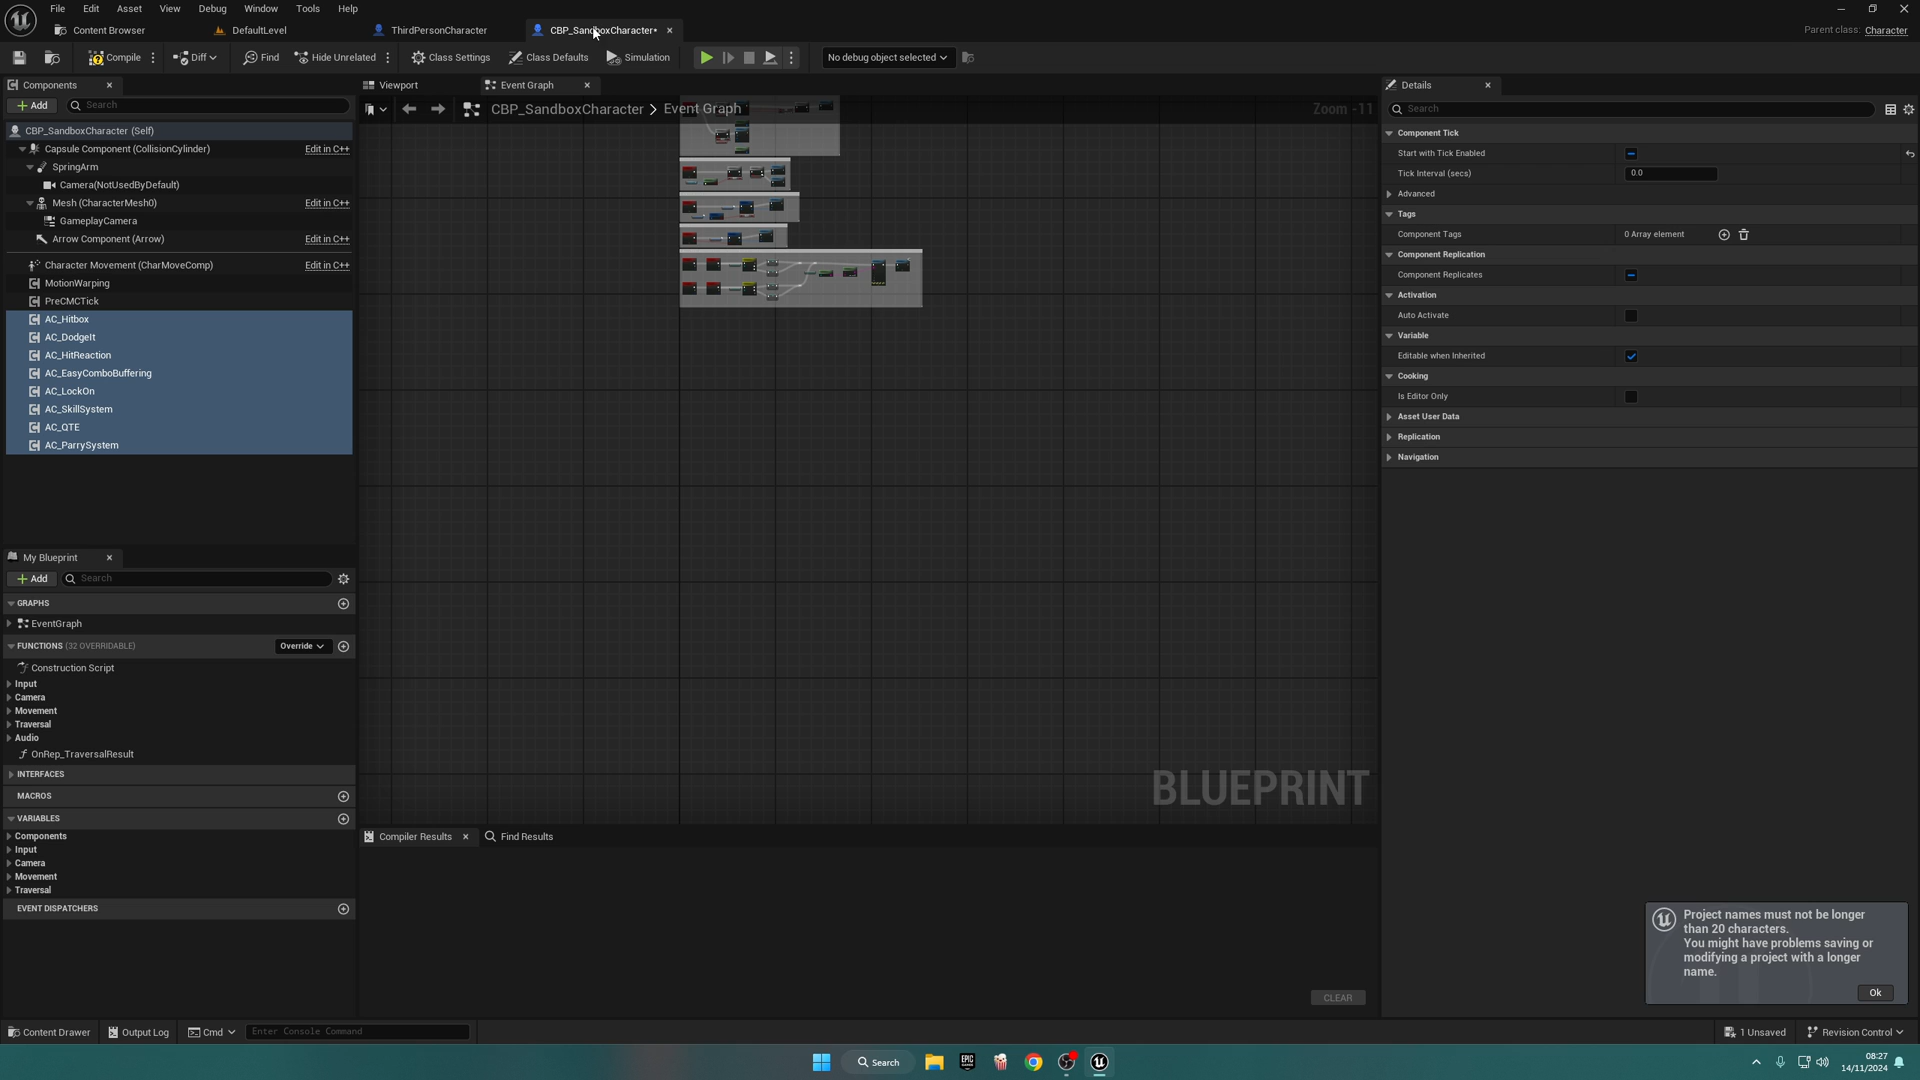 File Edit Asset View Debug Window Tools Help
Content Browser DefaultLevel ThirdPersonCharacter CBP_SandboxCharacter•
Parent class: Character
Compile Diff Find Hide Unrelated Class Settings Class Defaults Simulation No debug object selected
Components
Add Search
CBP_SandboxCharacter (Self)
Capsule Component (CollisionCylinder) Edit in C++
SpringArm
Camera(NotUsedByDefault)
Mesh (CharacterMesh0) Edit in C++
GameplayCamera
Arrow Component (Arrow) Edit in C++
Character Movement (CharMoveComp) Edit in C++
MotionWarping
PreCMCTick
AC_Hitbox
AC_DodgeIt
AC_HitReaction
AC_EasyComboBuffering
AC_LockOn
AC_SkillSystem
AC_QTE
AC_ParrySystem
My Blueprint
Add Search
GRAPHS
EventGraph
FUNCTIONS (32 OVERRIDABLE) Override
Construction Script
Input
Camera
Movement
Traversal
Audio
OnRep_TraversalResult
INTERFACES
MACROS
VARIABLES
Components
Input
Camera
Movement
Traversal
EVENT DISPATCHERS
Viewport Event Graph
CBP_SandboxCharacter > Event Graph
Zoom -11
BLUEPRINT
Compiler Results Find Results
CLEAR
Details
Search
Component Tick
Start with Tick Enabled
Tick Interval (secs) 0.0
Advanced
Tags
Component Tags 0 Array element
Component Replication
Component Replicates
Activation
Auto Activate
Variable
Editable when Inherited
Cooking
Is Editor Only
Asset User Data
Replication
Navigation
Project names must not be longer
than 20 characters.
You might have problems saving or
modifying a project with a longer
name.
Ok
Content Drawer Output Log Cmd Enter Console Command
1 Unsaved Revision Control
Search
EPIC
08:27
14/11/2024